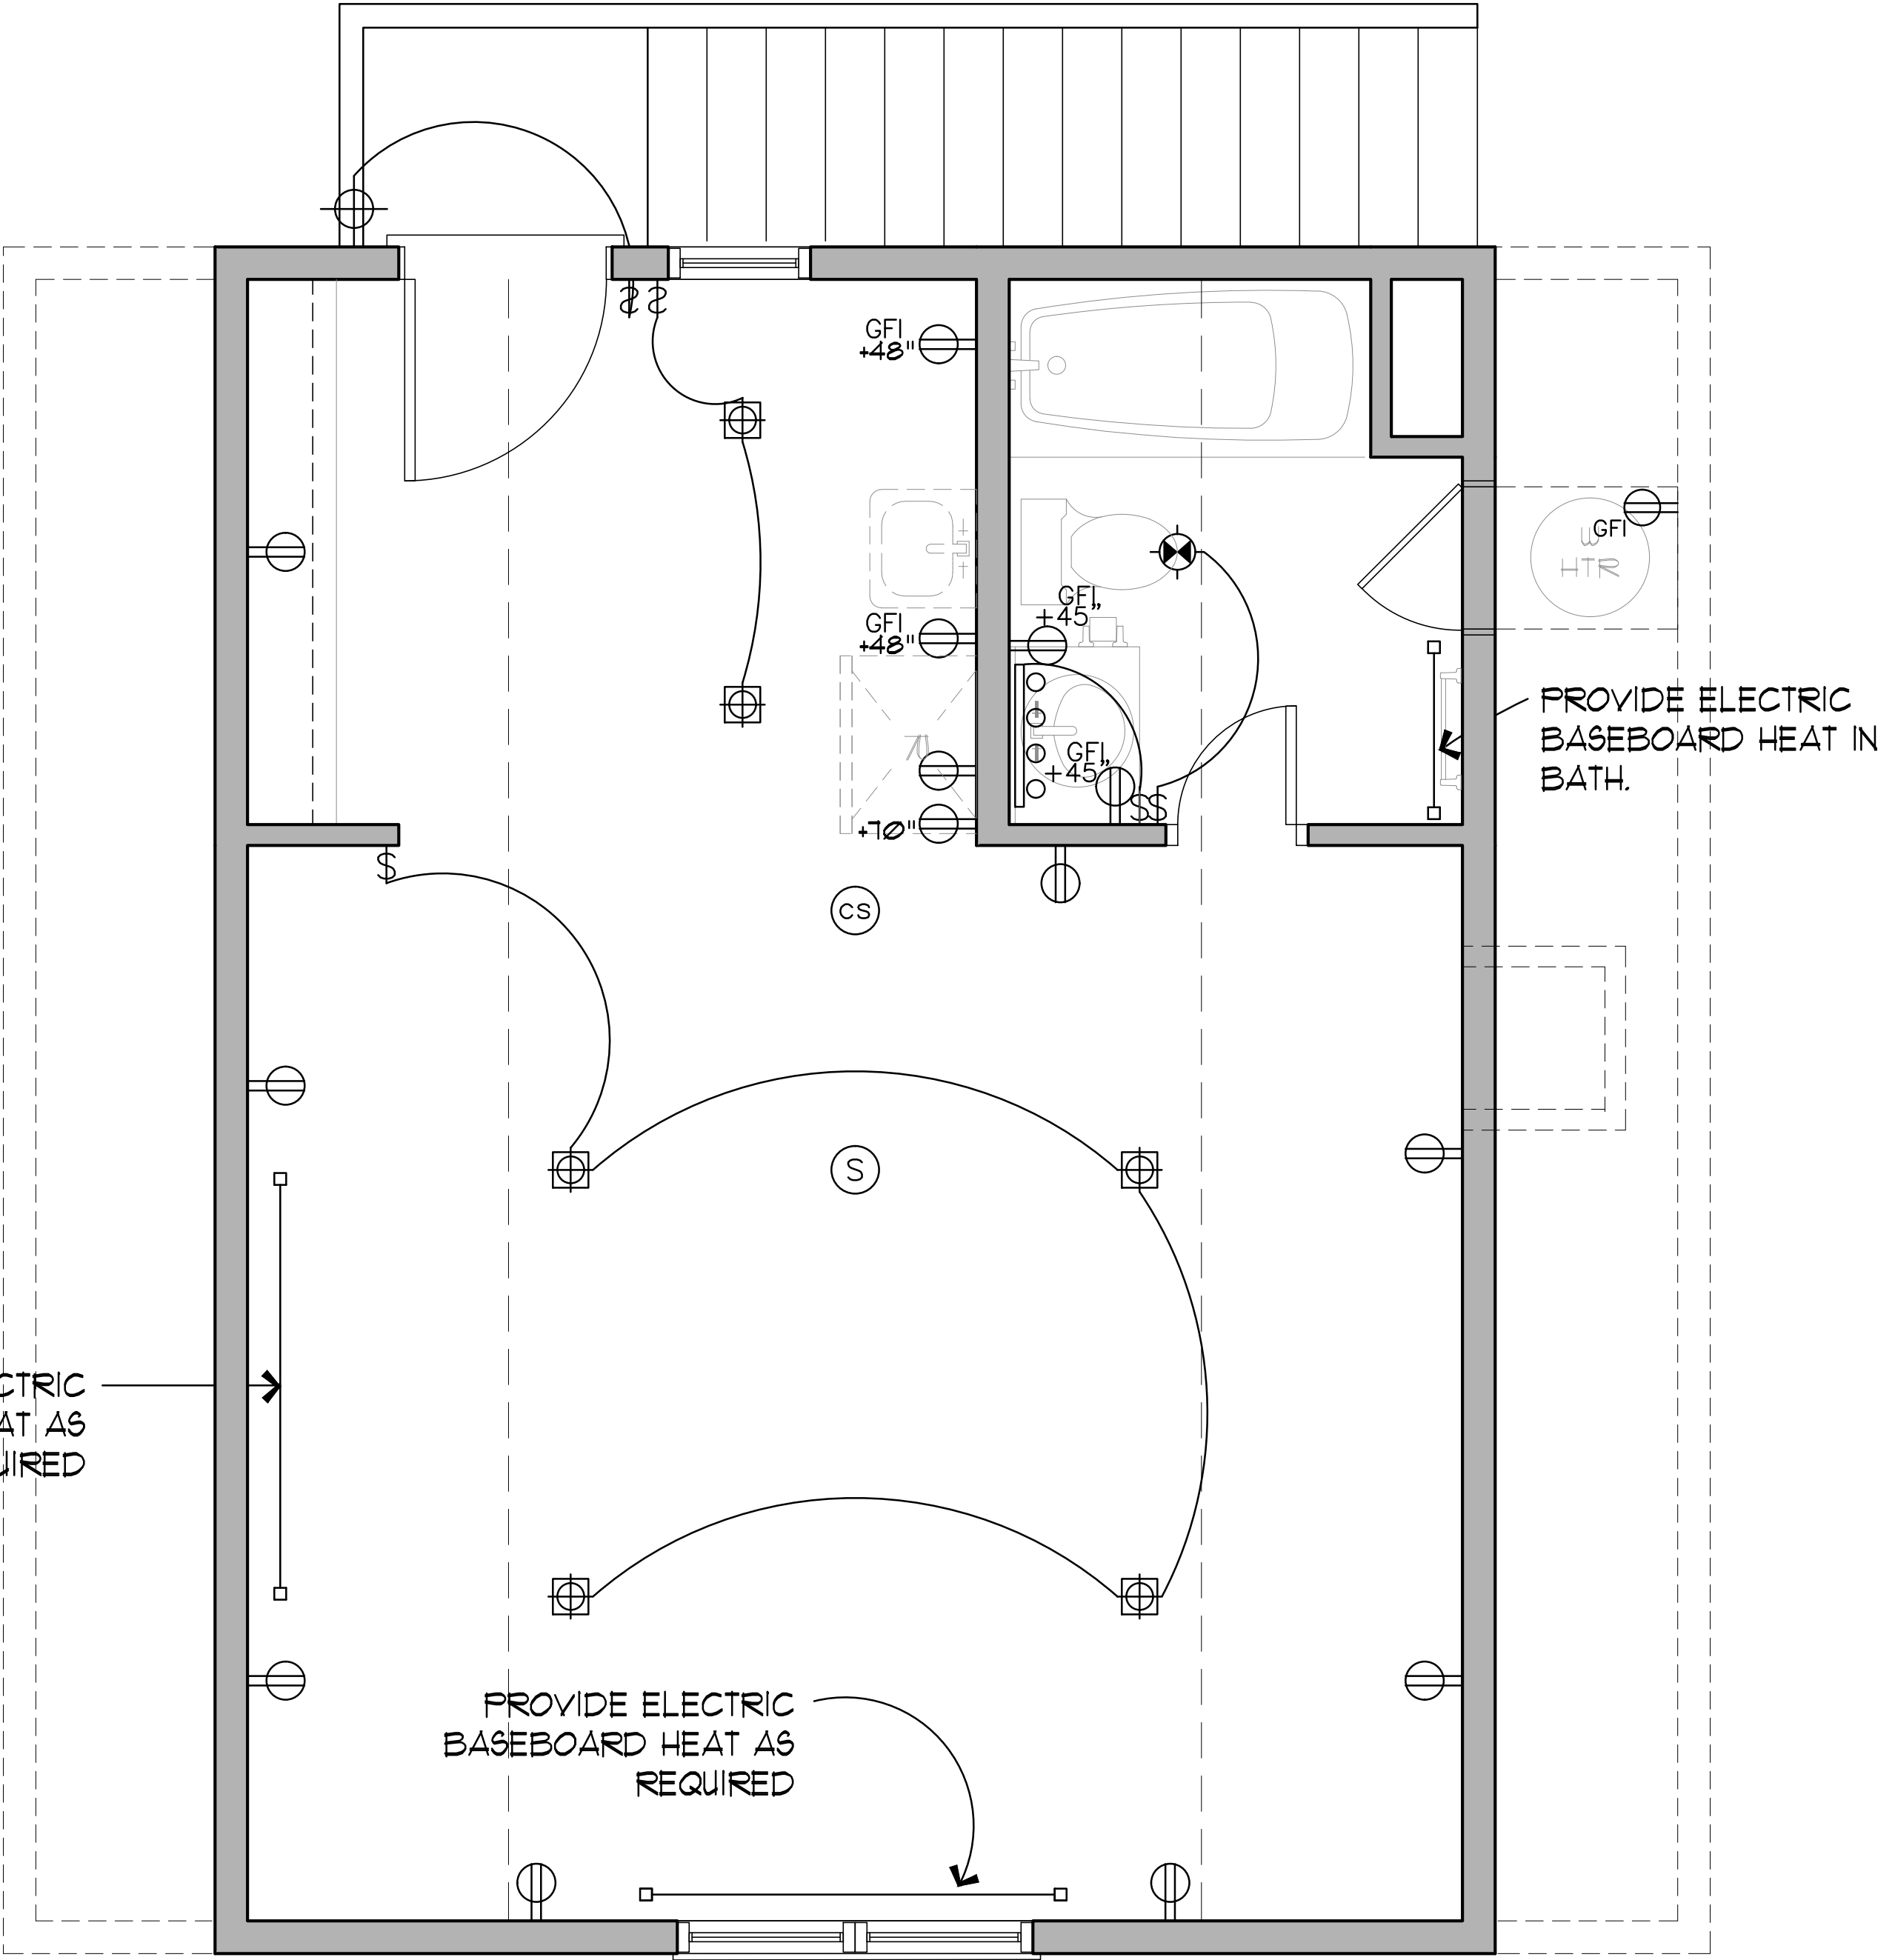 $ $
GFI
+48"
GFI
W
HTR
GFI,
+45"
GFI
+48"
PROVIDE ELECTRIC
BASEBOARD HEAT IN
BATH.
GFI,
+45"
$$
+70"
$
CS
S
CTRIC
AT AS
UIRED
PROVIDE ELECTRIC
BASEBOARD HEAT AS
REQUIRED